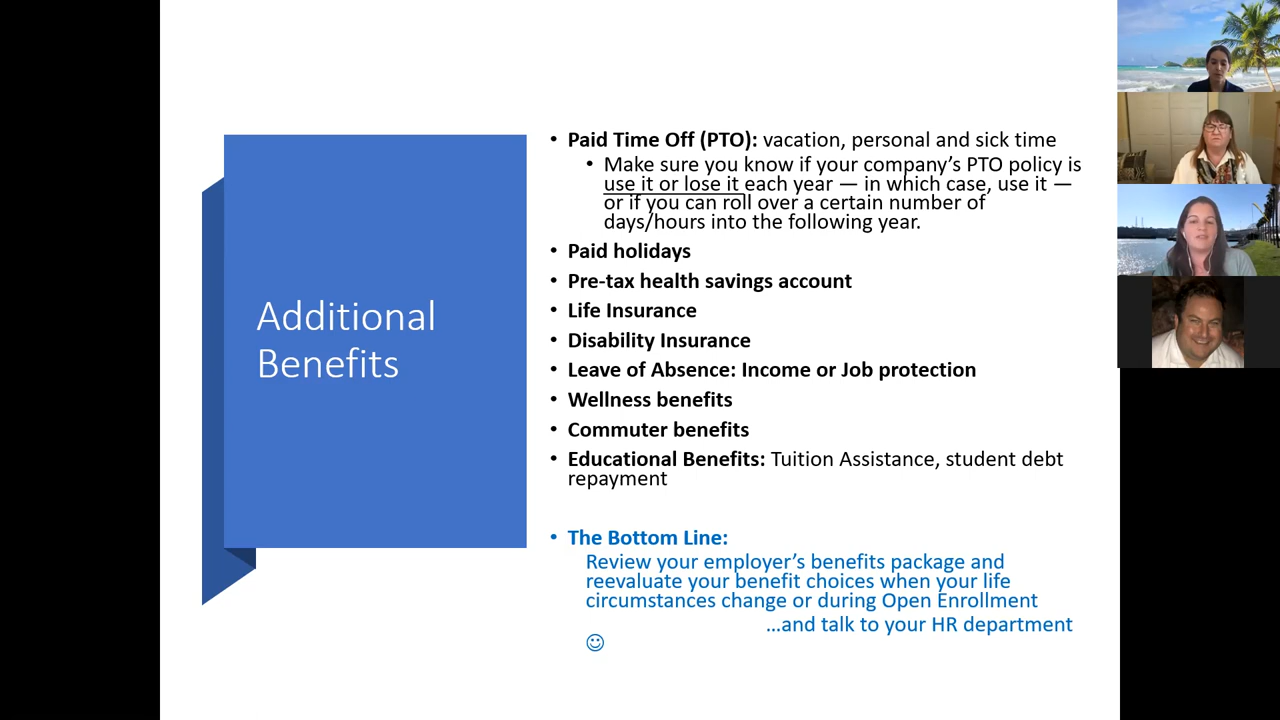 Additional
Benefits
• Paid Time Off (PTO): vacation, personal and sick time
• Make sure you know if your company’s PTO policy is
use it or lose it each year — in which case, use it —
or if you can roll over a certain number of
days/hours into the following year.
• Paid holidays
• Pre-tax health savings account
• Life Insurance
• Disability Insurance
• Leave of Absence: Income or Job protection
• Wellness benefits
• Commuter benefits
• Educational Benefits: Tuition Assistance, student debt
repayment
• The Bottom Line:
Review your employer’s benefits package and
reevaluate your benefit choices when your life
circumstances change or during Open Enrollment
…and talk to your HR department
☺